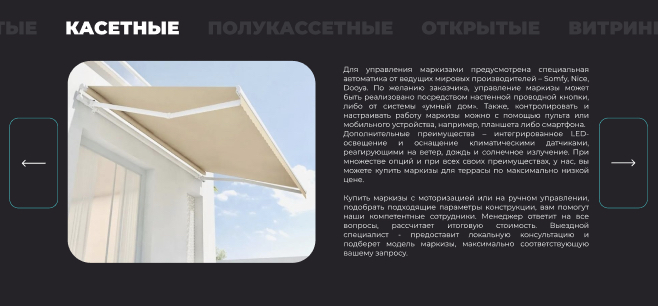 ТЫЕ КАСЕТНЫЕ ПОЛУКАССЕТНЫЕ ОТКРЫТЫЕ ВИТРИНН
Для управления маркизами предусмотрена специальная
автоматика от ведущих мировых производителей – Somfy, Nice,
Dooya. По желанию заказчика, управление маркизы может
быть реализовано посредством настенной проводной кнопки,
либо от системы «умный дом». Также, контролировать и
настраивать работу маркизы можно с помощью пульта или
мобильного устройства, например, планшета либо смартфона.
Дополнительные преимущества – интегрированное LED-
освещение и оснащение климатическими датчиками,
реагирующими на ветер, дождь и солнечное излучение. При
множестве опций и при всех своих преимуществах, у нас, вы
можете купить маркизы для террасы по максимально низкой
цене.
Купить маркизы с моторизацией или на ручном управлении,
подобрать подходящие параметры конструкции, вам помогут
наши компетентные сотрудники. Менеджер ответит на все
вопросы, рассчитает итоговую стоимость. Выездной
специалист - предоставит локальную консультацию и
подберет модель маркизы, максимально соответствующую
вашему запросу.